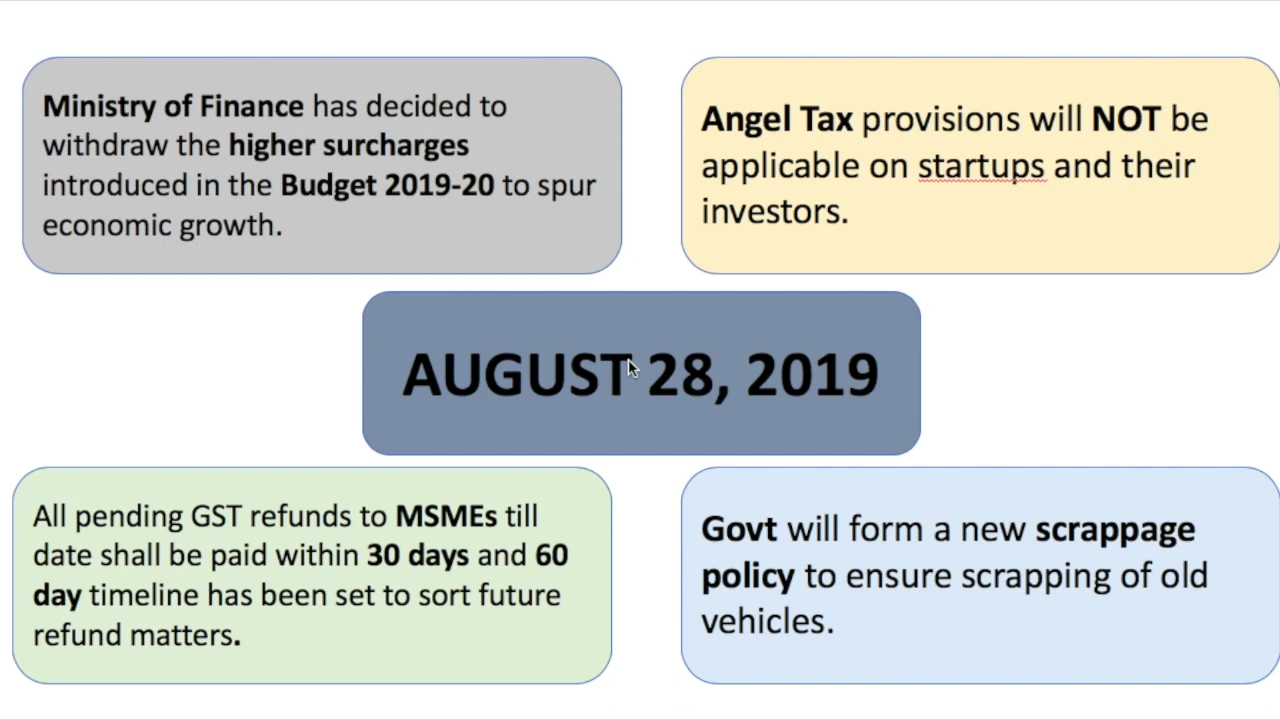 Ministry of Finance has decided to
withdraw the higher surcharges
introduced in the Budget 2019-20 to spur
economic growth.
Angel Tax provisions will NOT be
applicable on startups and their
investors.
AUGUST 28, 2019
All pending GST refunds to MSMEs till
date shall be paid within 30 days and 60
day timeline has been set to sort future
refund matters.
Govt will form a new scrappage
policy to ensure scrapping of old
vehicles.